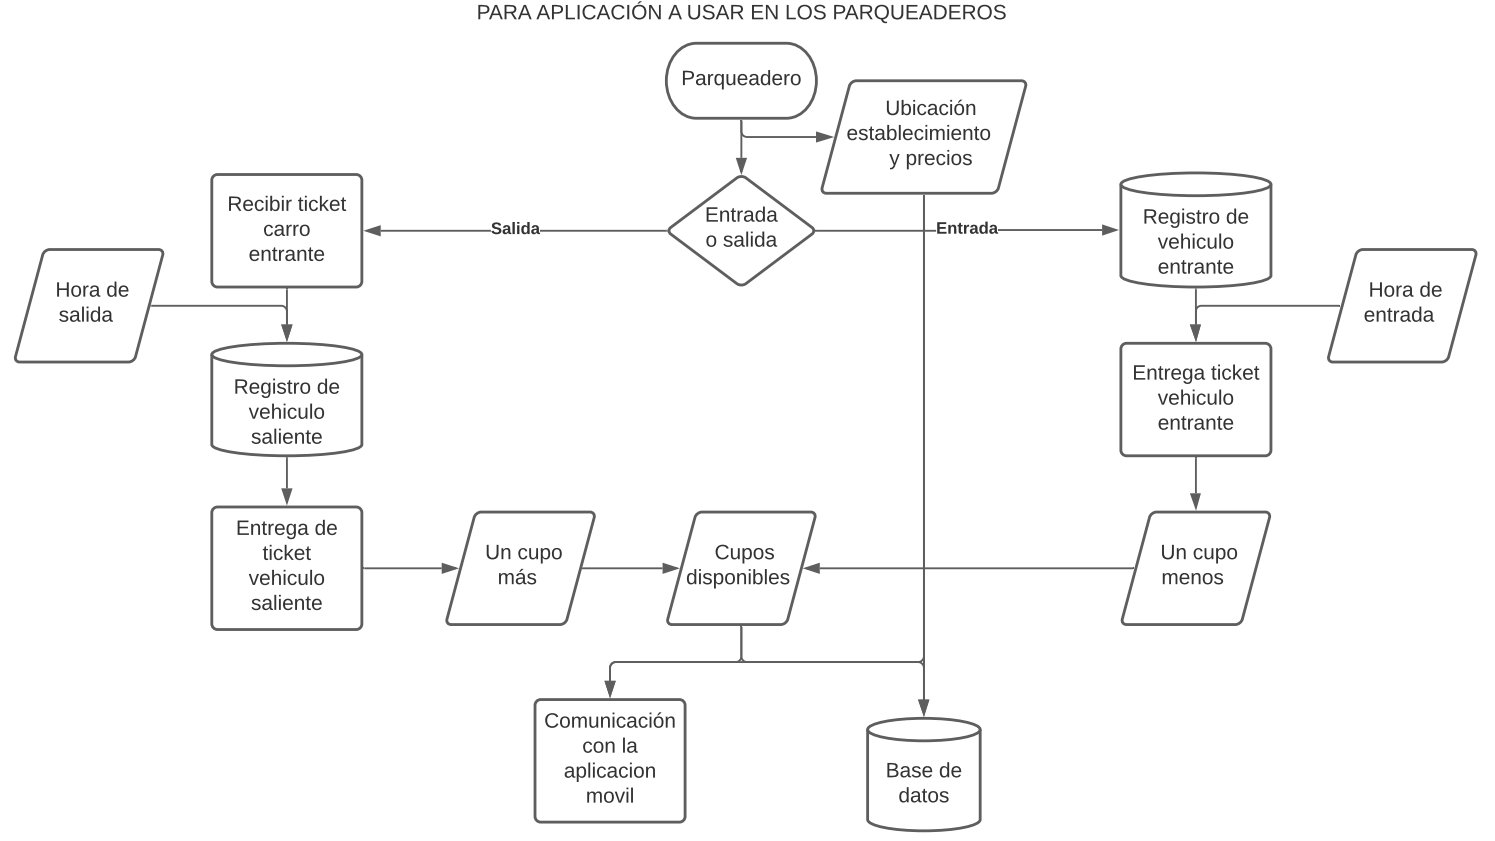 PARA APLICACIÓN A USAR EN LOS PARQUEADEROS
Parqueadero
Ubicación
establecimiento
y precios
Entrada
o salida
Salida
Entrada
Recibir ticket
carro
entrante
Hora de
salida
Registro de
vehiculo
saliente
Entrega de
ticket
vehiculo
saliente
Un cupo
más
Cupos
disponibles
Registro de
vehiculo
entrante
Hora de
entrada
Entrega ticket
vehiculo
entrante
Un cupo
menos
Comunicación
con la
aplicacion
movil
Base de
datos